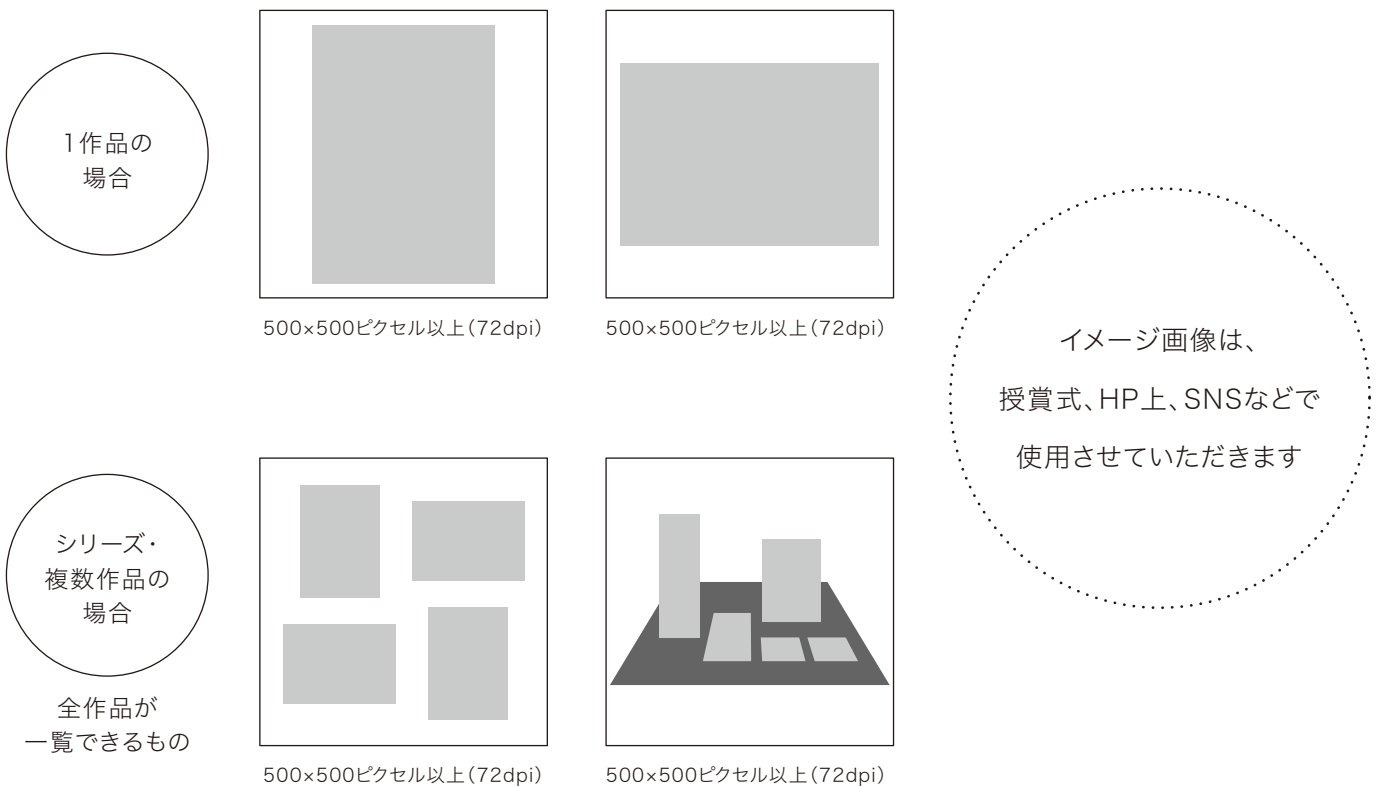 1作品の
場合
500×500ピクセル以上（72dpi）
500×500ピクセル以上（72dpi）
イメージ画像は、
授賞式、HP上、SNSなどで
使用させていただきます
シリーズ・
複数作品の
場合
全作品が
一覧できるもの
500×500ピクセル以上（72dpi）
500×500ピクセル以上（72dpi）